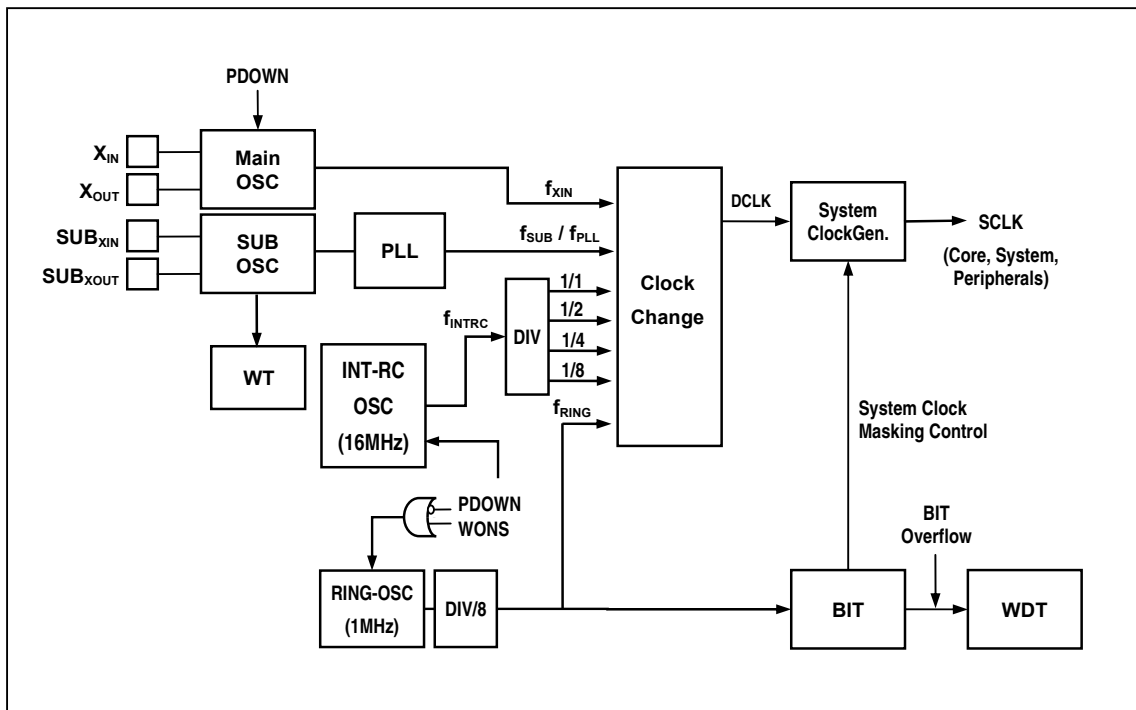 PDOWN
XIN
XOUT
Main
OSC
fXIN
SUBXIN
SUBXOUT
SUB
OSC
PLL
fSUB / fPLL
WT
INT-RC
OSC
(16MHz)
fINTRC
DIV
1/1
1/2
1/4
1/8
fRING
Clock
Change
DCLK
System
ClockGen.
SCLK
(Core, System,
Peripherals)
System Clock
Masking Control
PDOWN
WONS
RING-OSC
(1MHz)
DIV/8
BIT
BIT
Overflow
WDT